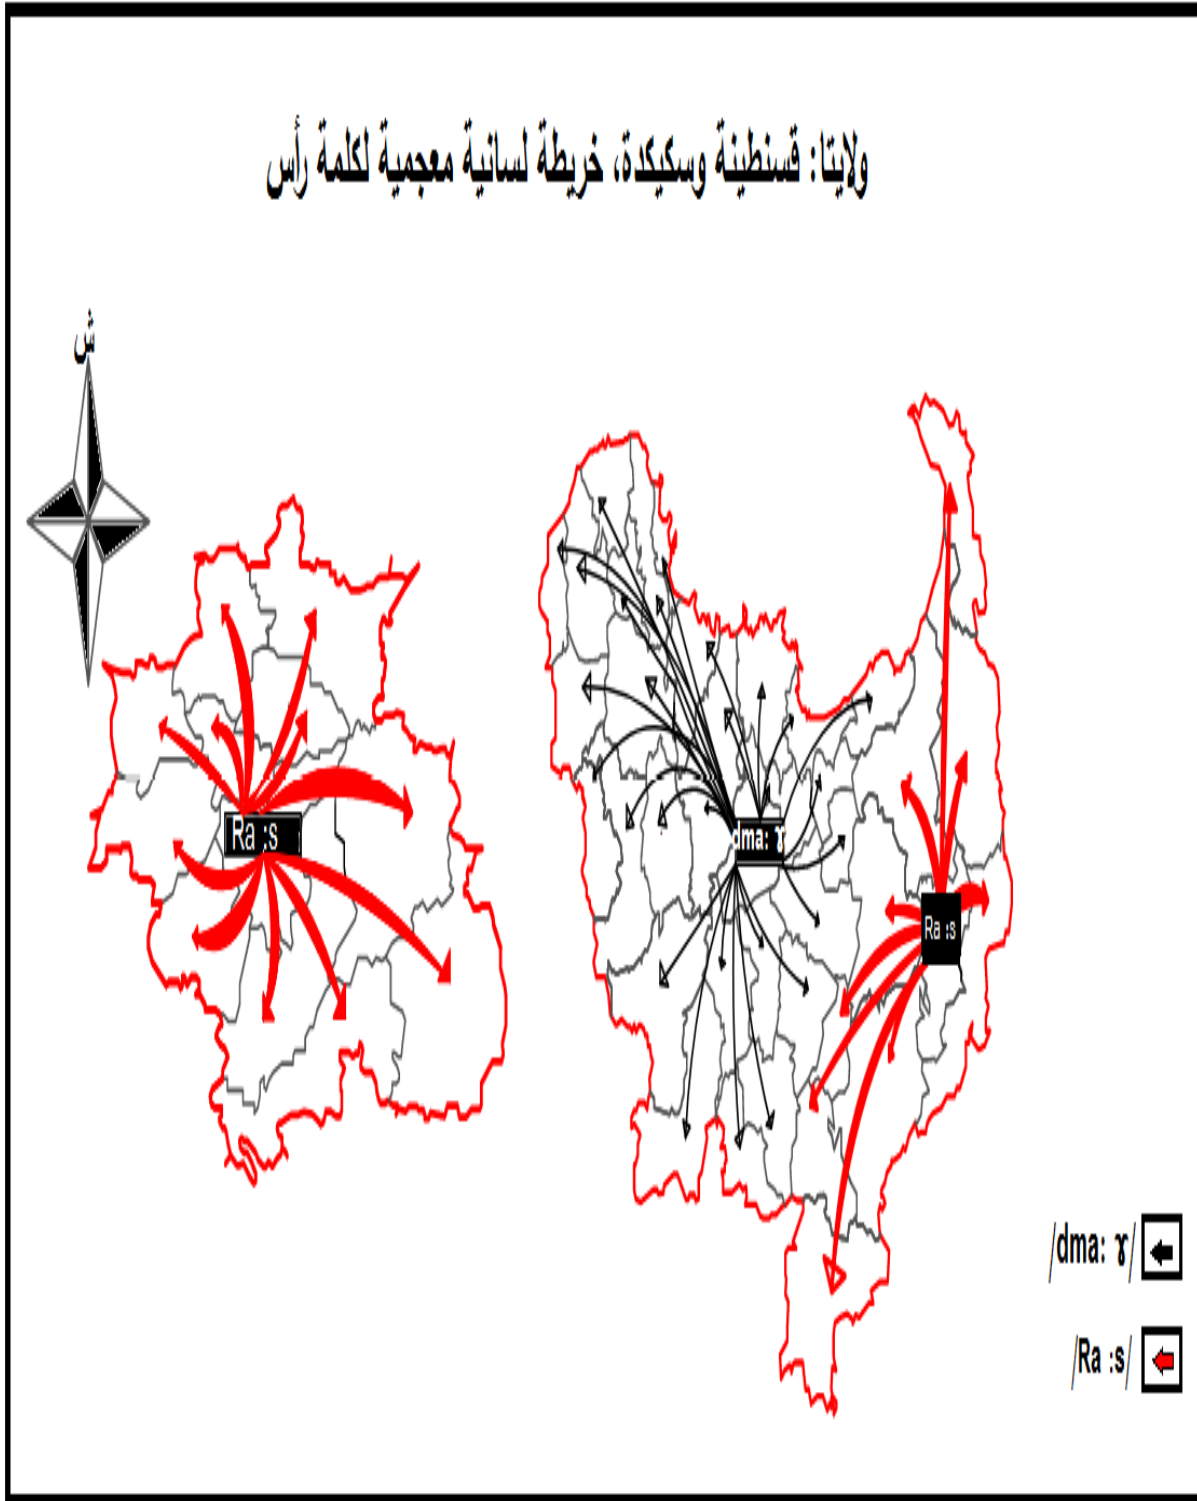 ولايتا: قسنطينة وسكيكدة، خريطة لسانية معجمية لكلمة رأس
ش
Ra :s
dma: ɤ
Ra :s
/dma: ɤ/
/Ra :s/